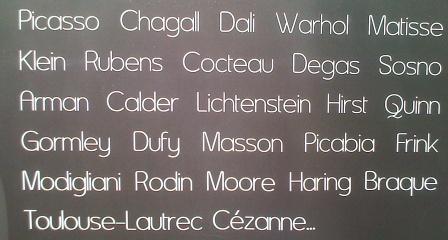 Picasso Chagall Dali Warhol Matisse
Klein Rubens Cocteau Degas Sosno
Arman Calder Lichtenstein Hirst Quinn
Gormley Dufy Masson Picabia Frink
Modigliani Rodin Moore Haring Braque
Toulouse-Lautrec Cézanne...